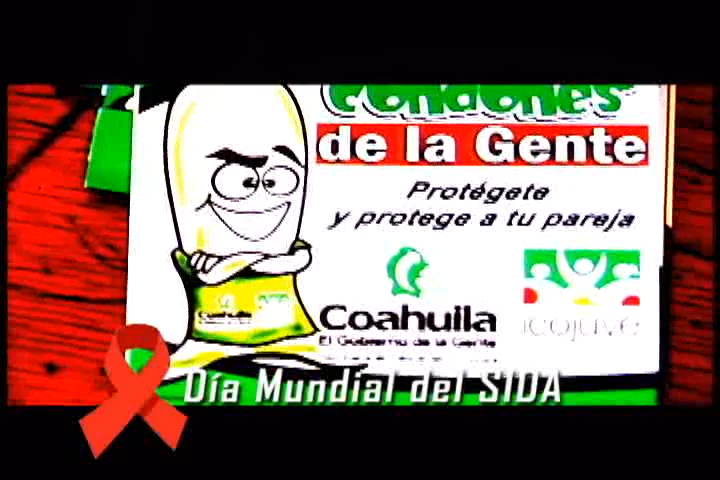 condones
de la Gente
Protégete
y protege a tu pareja
Coahuila
Coahuila
El Gobierno de la Gente
icojuve
Día Mundial del SIDA